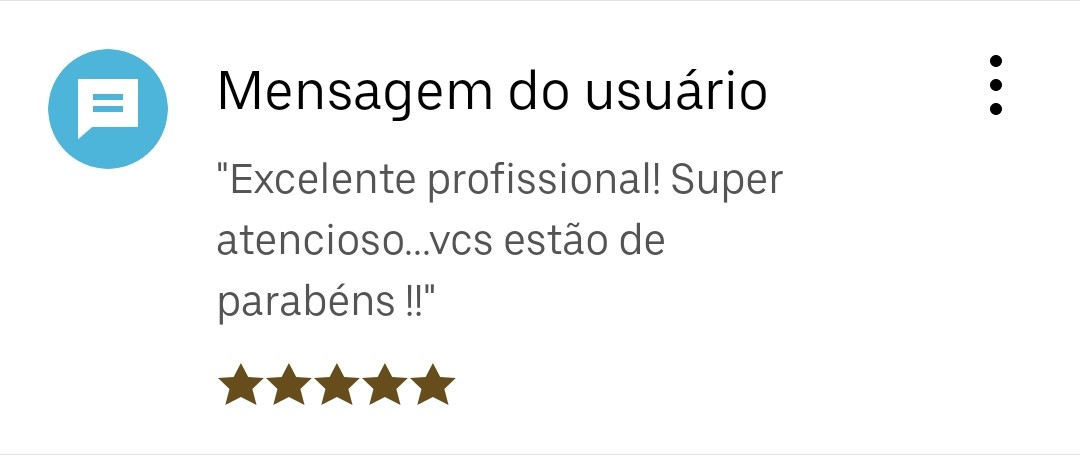 Mensagem do usuário
"Excelente profissional! Super
atencioso...vcs estão de
parabéns !!"